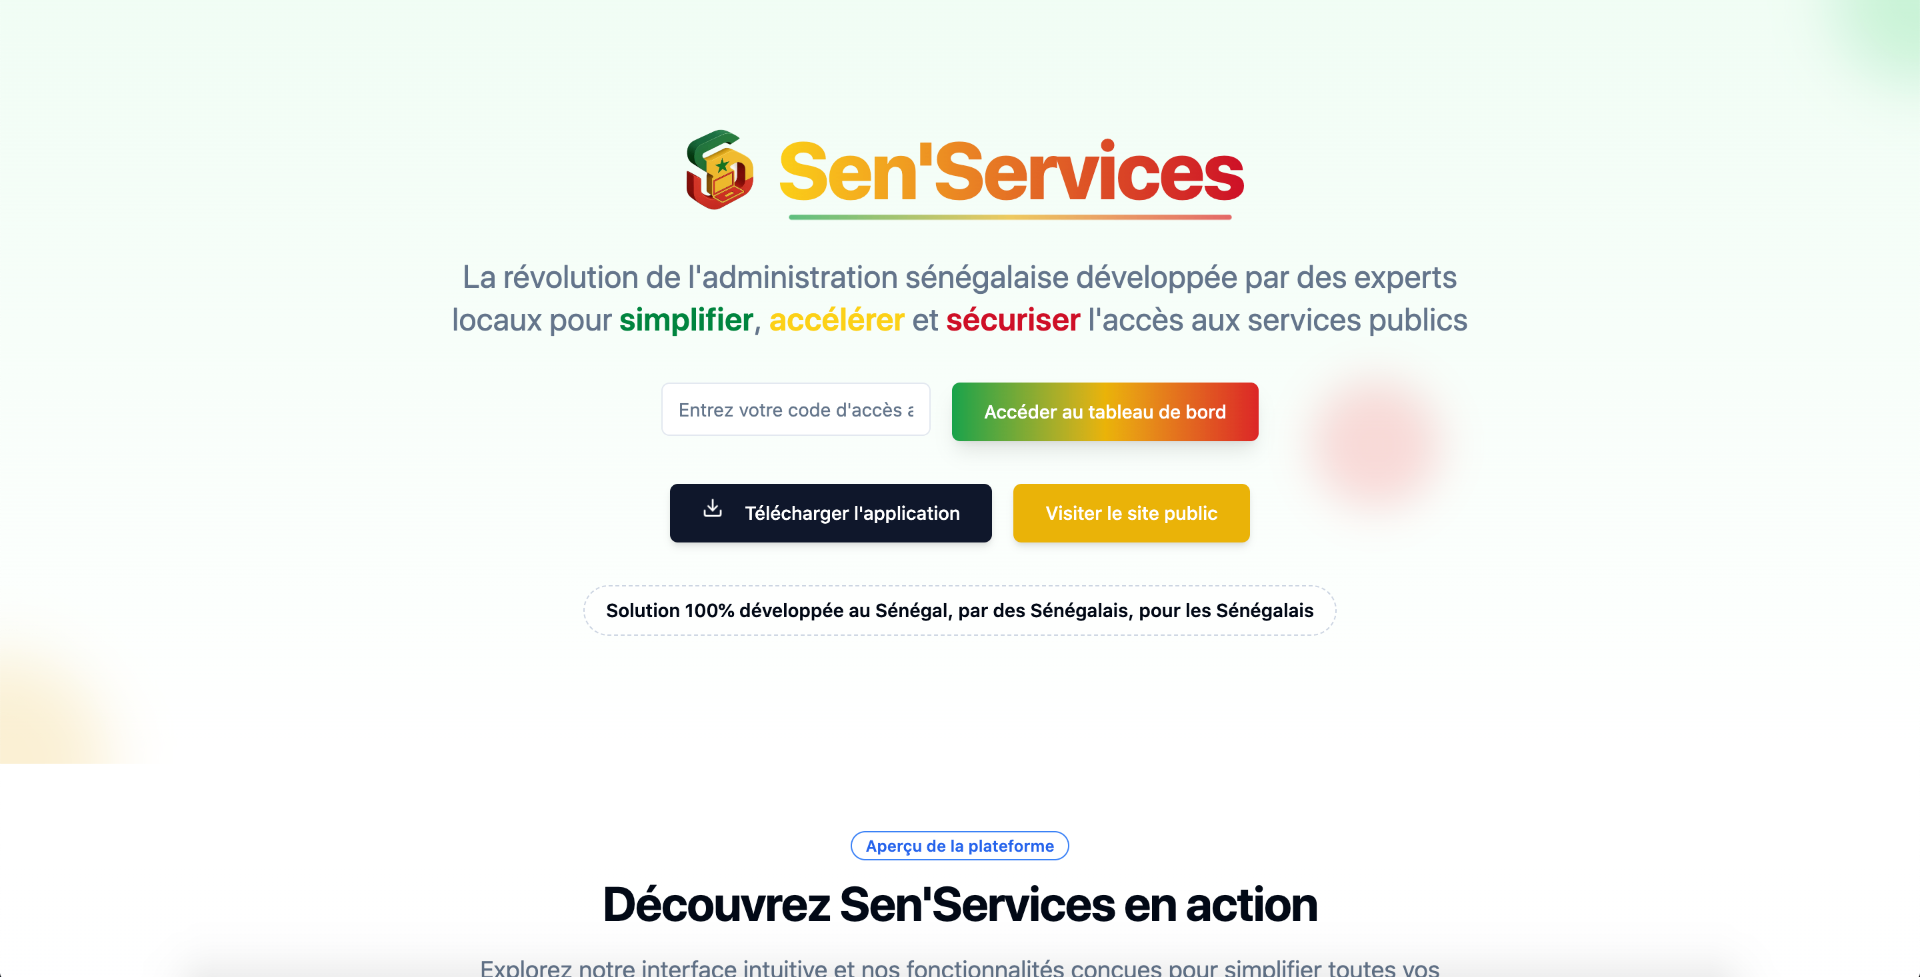 Sen'Services
La révolution de l'administration sénégalaise développée par des experts
locaux pour simplifier, accélérer et sécuriser l'accès aux services publics
Entrez votre code d'accès
Accéder au tableau de bord
Télécharger l'application
Visiter le site public
Solution 100% développée au Sénégal, par des Sénégalais, pour les Sénégalais
Aperçu de la plateforme
Découvrez Sen'Services en action
Explorez notre interface intuitive et nos fonctionnalités conçues pour simplifier toutes vos